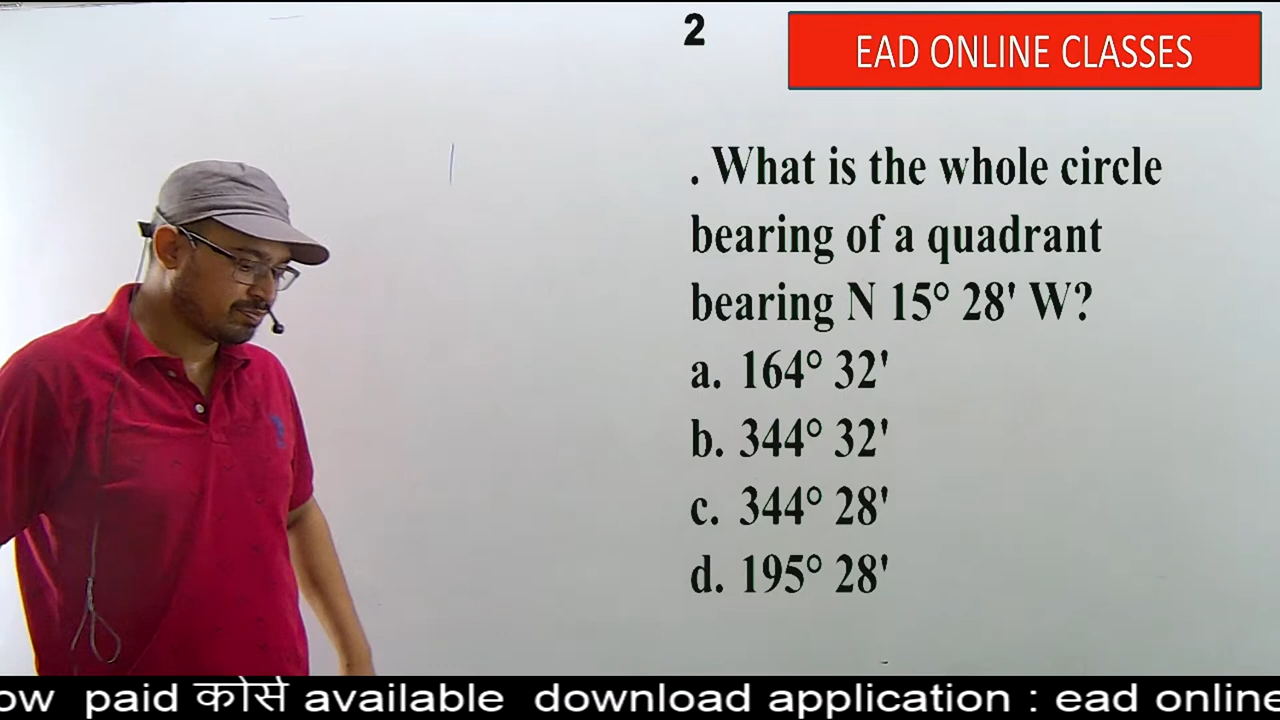 2
EAD ONLINE CLASSES
. What is the whole circle
bearing of a quadrant
bearing N 15° 28' W?
a. 164° 32'
b. 344° 32'
c. 344° 28'
d. 195° 28'
ow paid कोर्स available download application : ead online